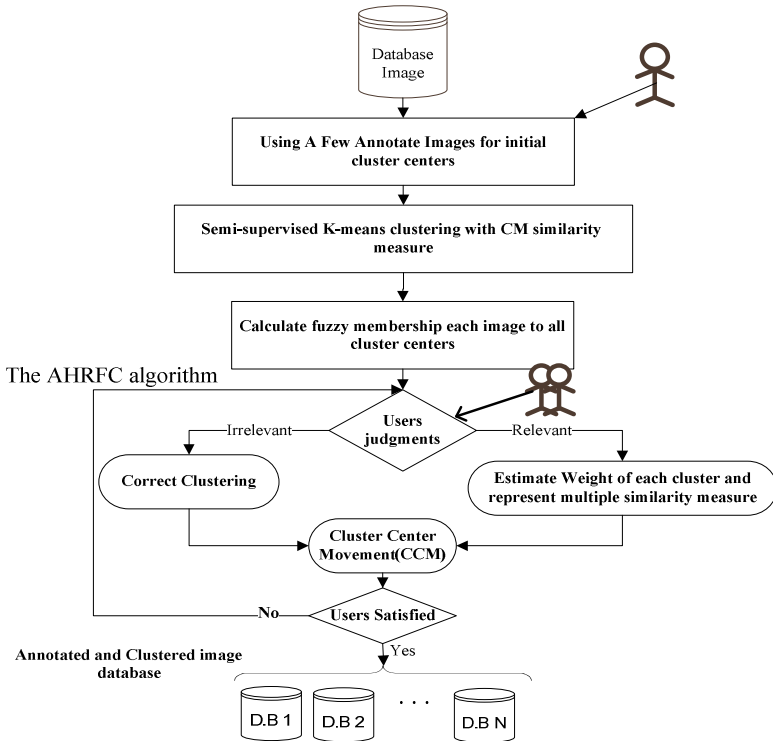 Database
Image
Using A Few Annotate Images for initial
cluster centers
Semi-supervised K-means clustering with CM similarity
measure
Calculate fuzzy membership each image to all
cluster centers
The AHRFC algorithm
Users
judgments
Irrelevant
Relevant
Correct Clustering
Estimate Weight of each cluster and
represent multiple similarity measure
Cluster Center
Movement(CCM)
Users Satisfied
No
Yes
Annotated and Clustered image
database
D.B 1
D.B 2
. . .
D.B N